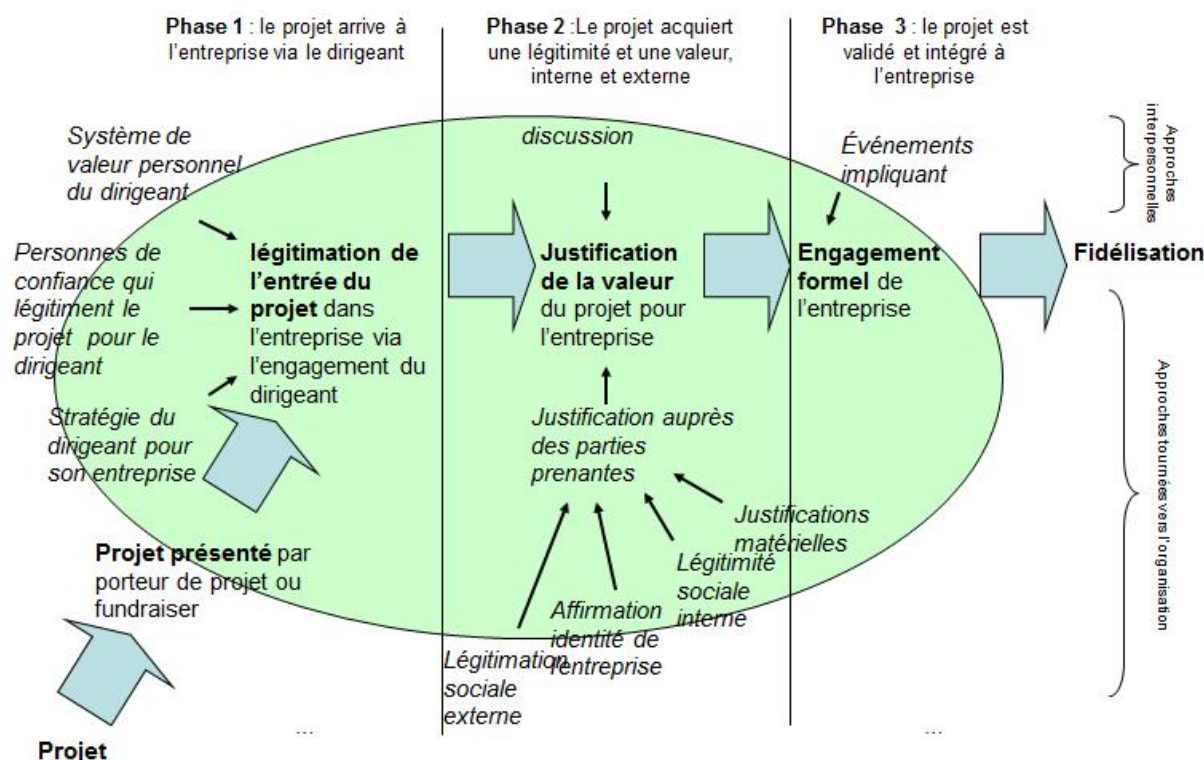 Phase 1 : le projet arrive à
l'entreprise via le dirigeant
Phase 2 :Le projet acquiert
une légitimité et une valeur,
interne et externe
Phase 3 : le projet est
validé et intégré à
l'entreprise
Système de
valeur personnel
du dirigeant
discussion
Événements
impliquant
Approches
interpersonnelles
Personnes de
confiance qui
légitiment le
projet pour le
dirigeant
légitimation de
l'entrée du
projet dans
l'entreprise via
l'engagement du
dirigeant
Justification
de la valeur
du projet pour
l'entreprise
Engagement
formel de
l'entreprise
Fidélisation
Stratégie du
dirigeant pour
son entreprise
Justification auprès
des parties
prenantes
Approches tournées vers l'organisation
Justifications
matérielles
Légitimité
sociale
interne
Affirmation
identité de
l'entreprise
Légitimation
sociale
externe
Projet présenté par
porteur de projet ou
fundraiser
Projet
...
...